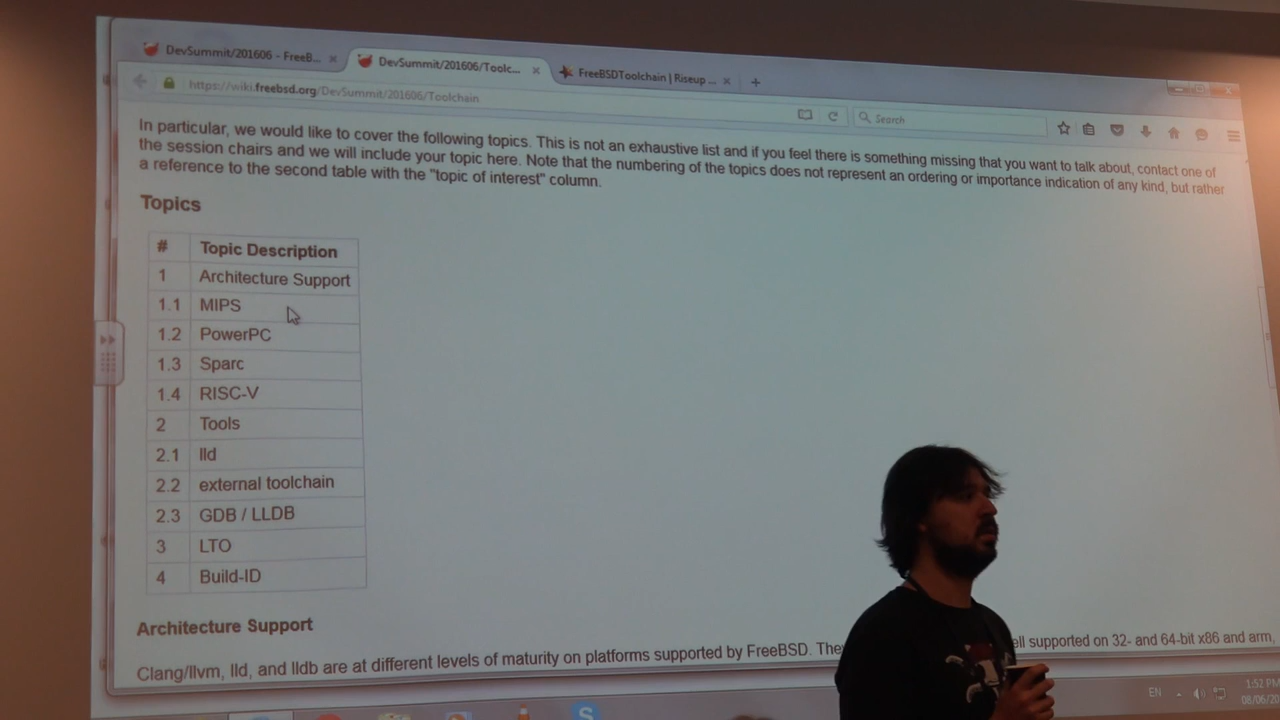 DevSummit/201606 - FreeB... × DevSummit/201606/Toolc... × FreeBSDToolchain | Riseup ... × +
https://wiki.freebsd.org/DevSummit/201606/Toolchain Search
In particular, we would like to cover the following topics. This is not an exhaustive list and if you feel there is something missing that you want to talk about, contact one of
the session chairs and we will include your topic here. Note that the numbering of the topics does not represent an ordering or importance indication of any kind, but rather
a reference to the second table with the "topic of interest" column.
Topics
# Topic Description
1 Architecture Support
1.1 MIPS
1.2 PowerPC
1.3 Sparc
1.4 RISC-V
2 Tools
2.1 lld
2.2 external toolchain
2.3 GDB / LLDB
3 LTO
4 Build-ID
Architecture Support
Clang/llvm, lld, and lldb are at different levels of maturity on platforms supported by FreeBSD. supported on 32- and 64-bit x86 and arm,
EN 1:52 PM
08/06/20